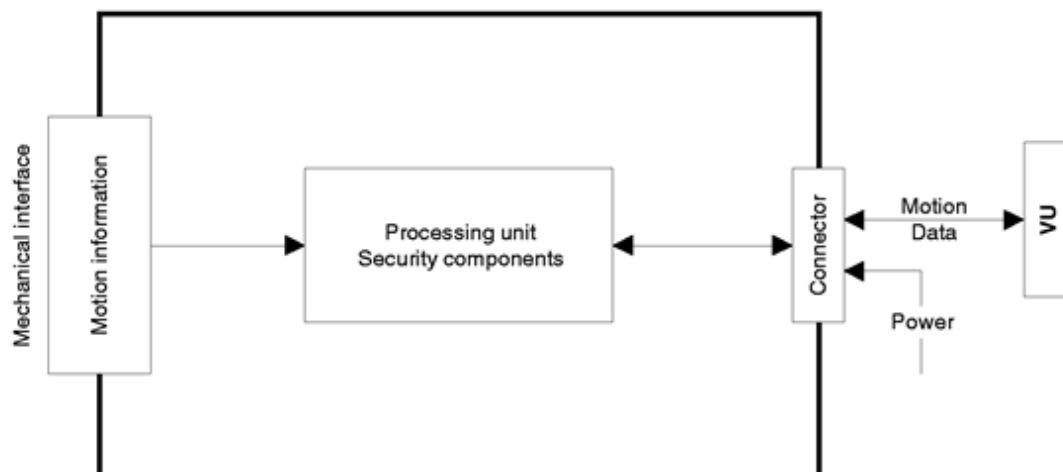 Mechanical interface
Motion information
Processing unit
Security components
Connector
Motion
Data
Power
VU